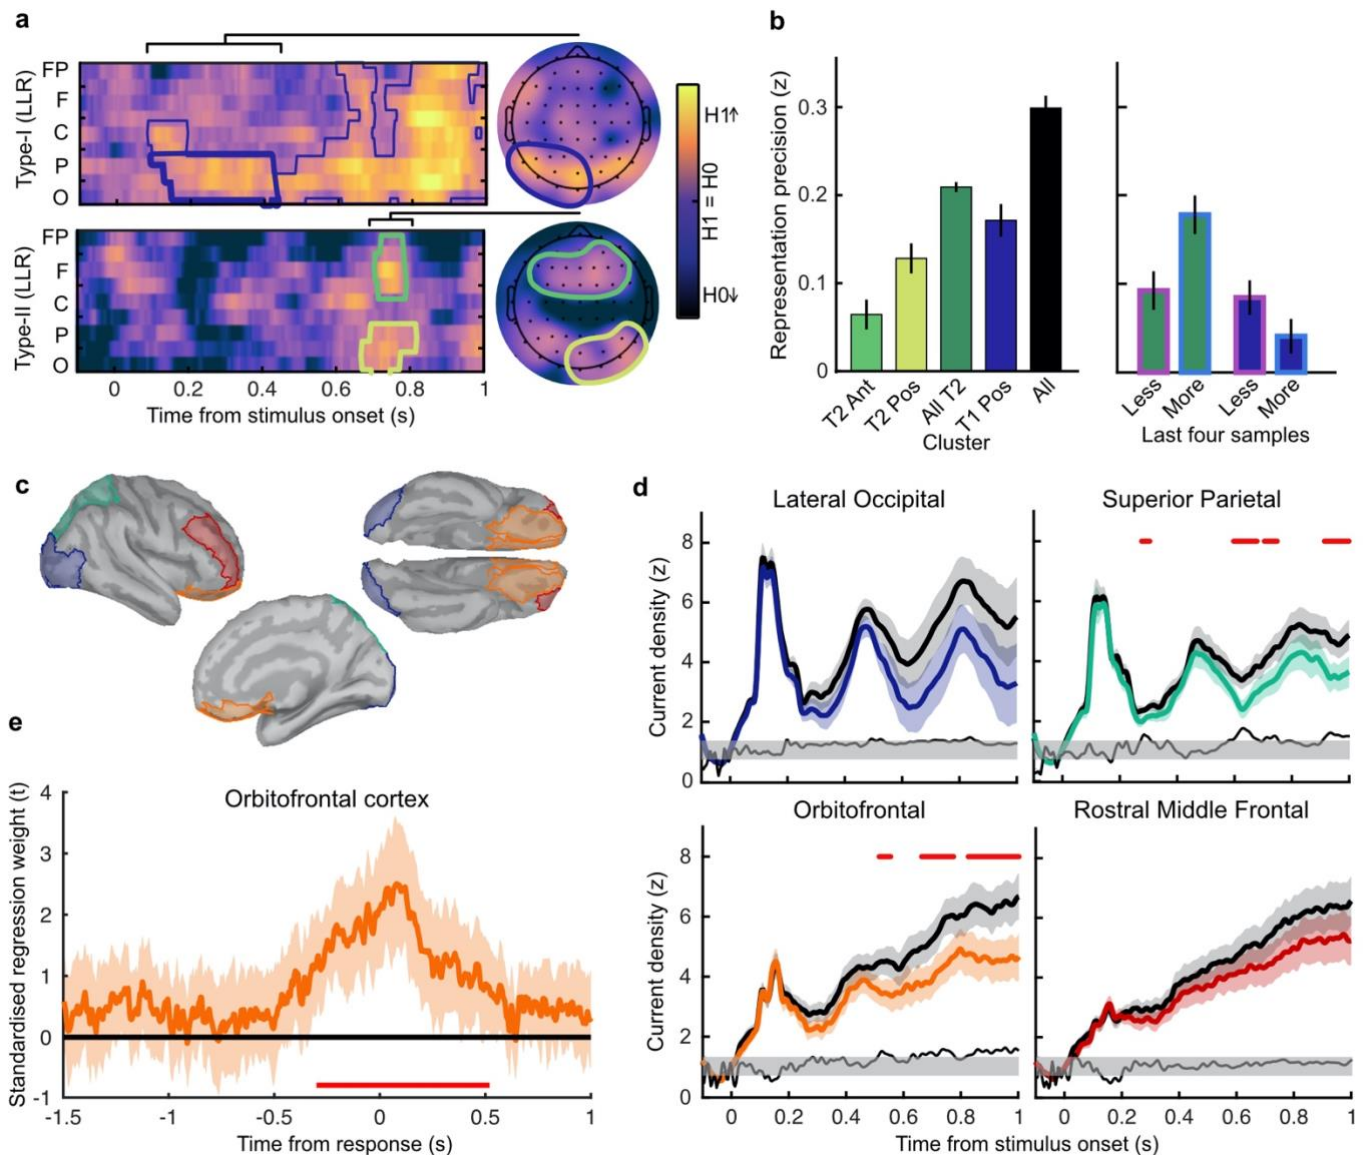 a
Type-I (LLR)
FP
F
C
P
O
H1↑
H1 = H0
H0↓
Type-II (LLR)
FP
F
C
P
O
0
0.2
0.4
0.6
0.8
1
Time from stimulus onset (s)
b
Representation precision (z)
0.3
0.2
0.1
0
T2 Ant
T2 Pos
All T2
T1 Pos
All
Cluster
Less
More
Less
More
Last four samples
c
d
Lateral Occipital
Current density (z)
8
6
4
2
0
Superior Parietal
Orbitofrontal
Current density (z)
8
6
4
2
0
0
0.2
0.4
0.6
0.8
1
Rostral Middle Frontal
0
0.2
0.4
0.6
0.8
1
Time from stimulus onset (s)
e
Orbitofrontal cortex
Standardised regression weight (t)
4
3
2
1
0
-1
-1.5
-1
-0.5
0
0.5
1
Time from response (s)